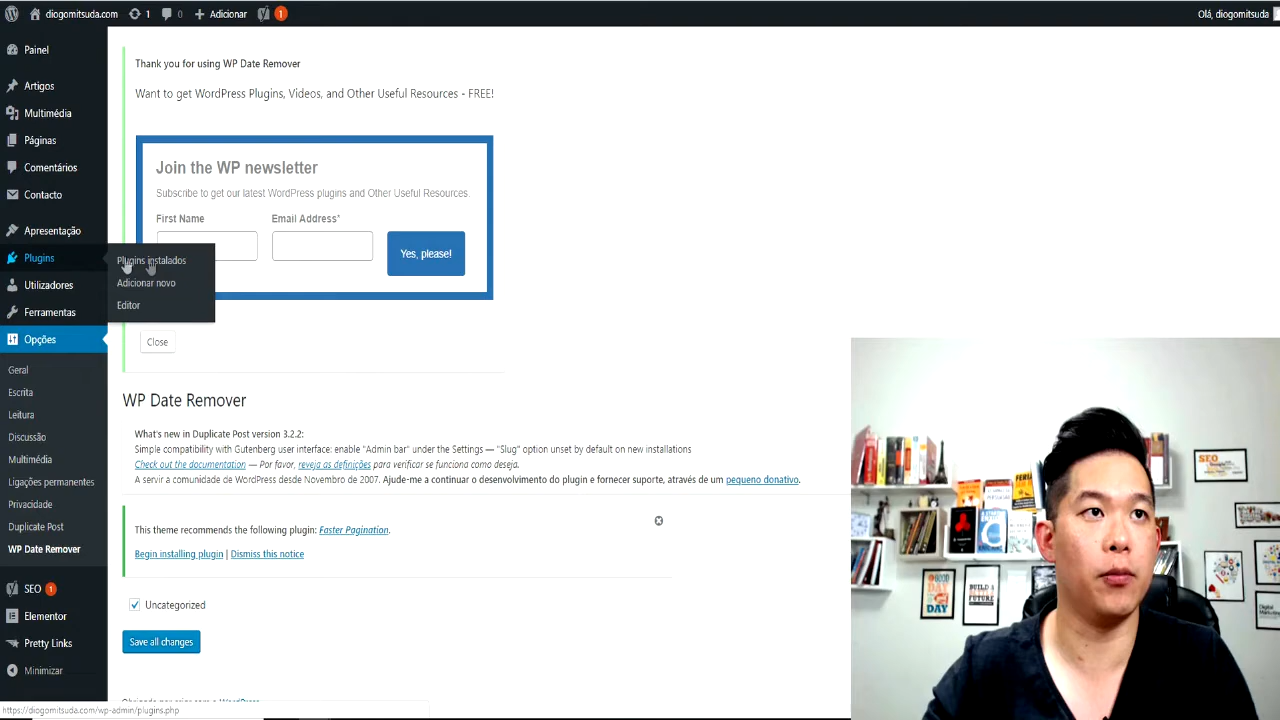 diogomitsuda.com
3
0
Adicionar
1
Olá, diogomitsuda
Painel
Artigos
Multimédia
Páginas
Comentários
Contacto
Apresentação
Plugins
Plugins instalados
Adicionar novo
Editor
Utilizadores
Ferramentas
Opções
Geral
Escrita
Leitura
Discussão
Multimédia
Ligações permanentes
Privacidade
Duplicate Post
WP Date Remover
SEO 1
Elementor
Pretty Links
Minimizar
Thank you for using WP Date Remover
Want to get WordPress Plugins, Videos, and Other Useful Resources - FREE!
Join the WP newsletter
Subscribe to get our latest WordPress plugins and Other Useful Resources.
First Name
Email Address*
Yes, please!
Close
WP Date Remover
What's new in Duplicate Post version 3.2.2:
Simple compatibility with Gutenberg user interface: enable "Admin bar" under the Settings — "Slug" option unset by default on new installations
Check out the documentation — Por favor, reveja as definições para verificar se funciona como deseja.
A servir a comunidade de WordPress desde Novembro de 2007. Ajude-me a continuar o desenvolvimento do plugin e fornecer suporte, através de um pequeno donativo.
This theme recommends the following plugin: Faster Pagination.
Begin installing plugin | Dismiss this notice
Uncategorized
Save all changes
https://diogomitsuda.com/wp-admin/plugins.php
SEO
FERIA
GOOD
DAY
BUILD A
FUTURE
Digital
Marketing